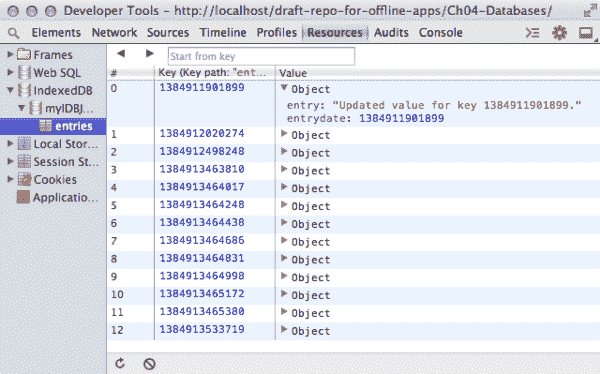 Developer Tools - http://localhost/draft-repo-for-offline-apps/Ch04-Databases/
Elements Network Sources Timeline Profiles Resources Audits Console
Frames
Web SQL
IndexedDB
myIDBJ...
entries
Local Stor...
Session St...
Cookies
Applicatio...
Start from key
# Key (Key path: "ent... Value
0 1384911901899 Object
entry: "Updated value for key 1384911901899."
entrydate: 1384911901899
1 1384912020274 Object
2 1384912498248 Object
3 1384913463810 Object
4 1384913464017 Object
5 1384913464248 Object
6 1384913464438 Object
7 1384913464686 Object
8 1384913464831 Object
9 1384913464998 Object
10 1384913465172 Object
11 1384913465380 Object
12 1384913533719 Object